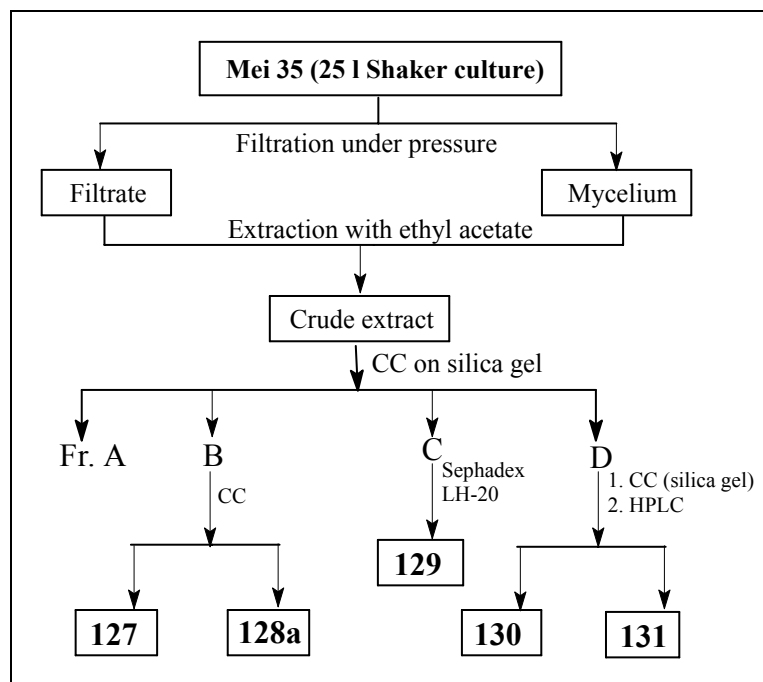 Mei 35 (25 l Shaker culture)
Filtration under pressure
Filtrate
Mycelium
Extraction with ethyl acetate
Crude extract
CC on silica gel
Fr. A
B
C
D
CC
Sephadex
LH-20
1. CC (silica gel)
2. HPLC
127
128a
129
130
131